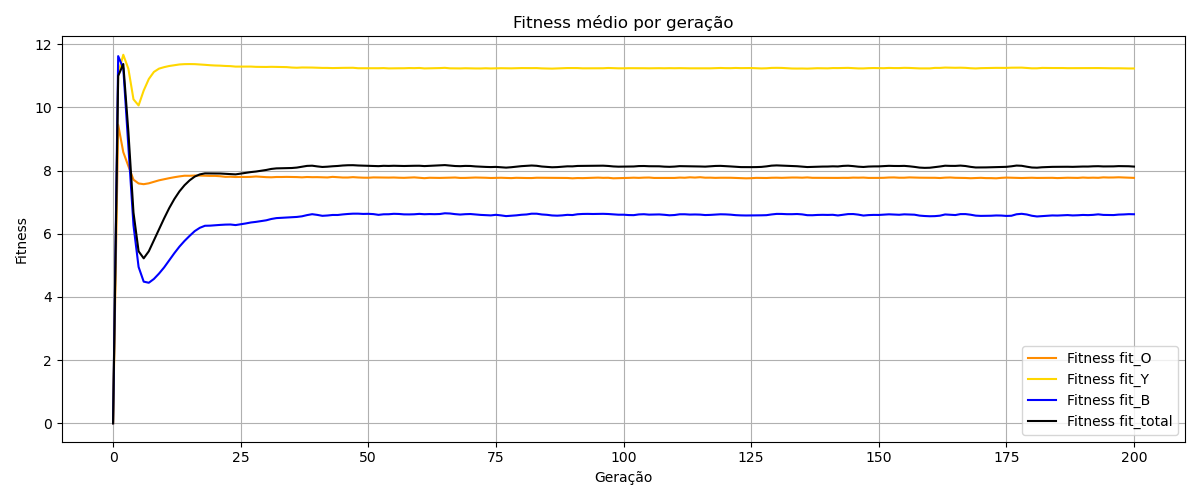 Fitness médio por geração
12
10
8
6
4
2
0
Fitness
0 25 50 75 100 125 150 175 200
Geração
Fitness fit_O
Fitness fit_Y
Fitness fit_B
Fitness fit_total